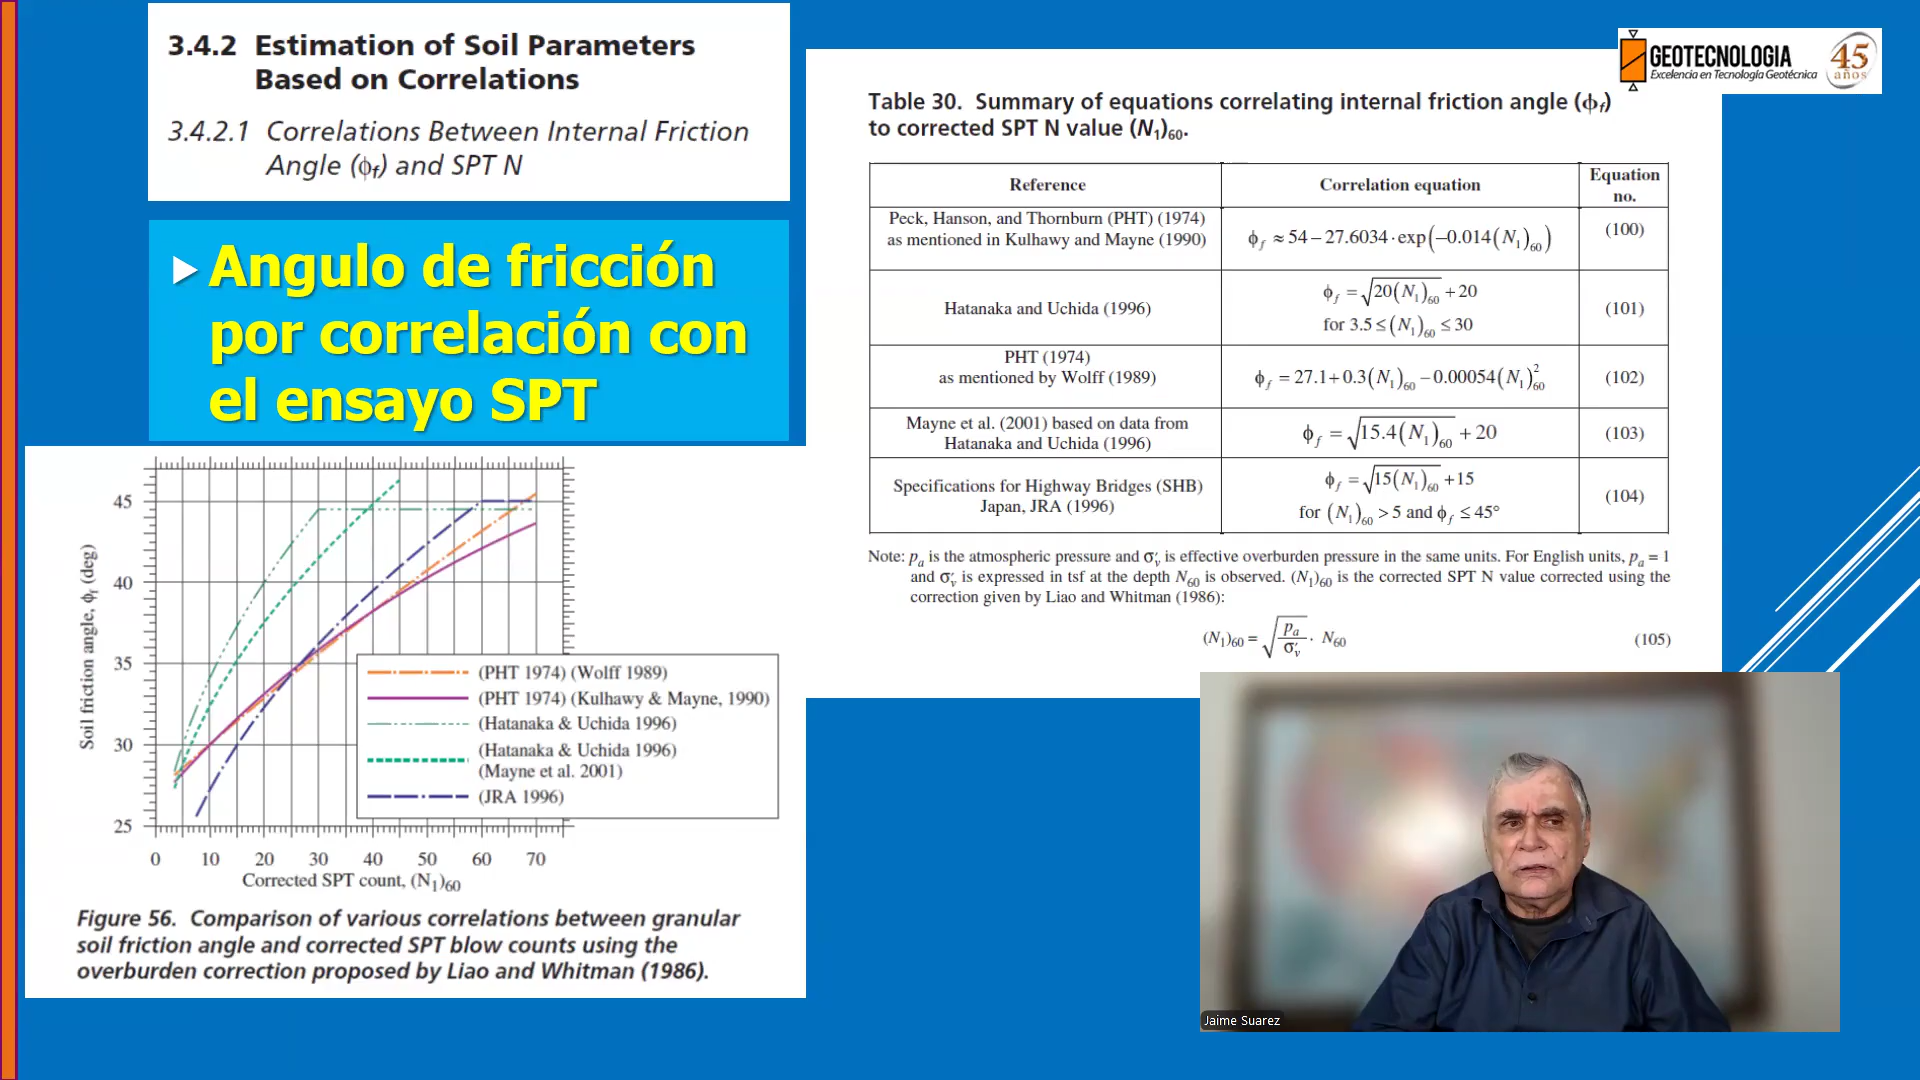 3.4.2 Estimation of Soil Parameters
Based on Correlations
3.4.2.1 Correlations Between Internal Friction
Angle (ϕf) and SPT N
Angulo de fricción
por correlación con
el ensayo SPT
45
40
35
30
25
Soil friction angle, ϕf (deg)
0 10 20 30 40 50 60 70
Corrected SPT count, (N1)60
(PHT 1974) (Wolff 1989)
(PHT 1974) (Kulhawy & Mayne, 1990)
(Hatanaka & Uchida 1996)
(Hatanaka & Uchida 1996)
(Mayne et al. 2001)
(JRA 1996)
Figure 56. Comparison of various correlations between granular
soil friction angle and corrected SPT blow counts using the
overburden correction proposed by Liao and Whitman (1986).
GEOTECNOLOGIA
Excelencia en Tecnología Geotécnica
45
años
Table 30. Summary of equations correlating internal friction angle (ϕf)
to corrected SPT N value (N1)60.
Reference Correlation equation Equation
no.
Peck, Hanson, and Thornburn (PHT) (1974)
as mentioned in Kulhawy and Mayne (1990)
ϕf ≈ 54 − 27.6034 · exp(−0.014(N1)60)
(100)
Hatanaka and Uchida (1996)
ϕf = √20(N1)60 + 20
for 3.5 ≤ (N1)60 ≤ 30
(101)
PHT (1974)
as mentioned by Wolff (1989)
ϕf = 27.1 + 0.3(N1)60 − 0.00054(N1)60²
(102)
Mayne et al. (2001) based on data from
Hatanaka and Uchida (1996)
ϕf = √15.4(N1)60 + 20
(103)
Specifications for Highway Bridges (SHB)
Japan, JRA (1996)
ϕf = √15(N1)60 + 15
for (N1)60 > 5 and ϕf ≤ 45°
(104)
Note: pa is the atmospheric pressure and σ′v is effective overburden pressure in the same units. For English units, pa = 1
and σ′v is expressed in tsf at the depth N60 is observed. (N1)60 is the corrected SPT N value corrected using the
correction given by Liao and Whitman (1986):
(N1)60 = √(pa/σ′v) · N60 (105)
Jaime Suarez